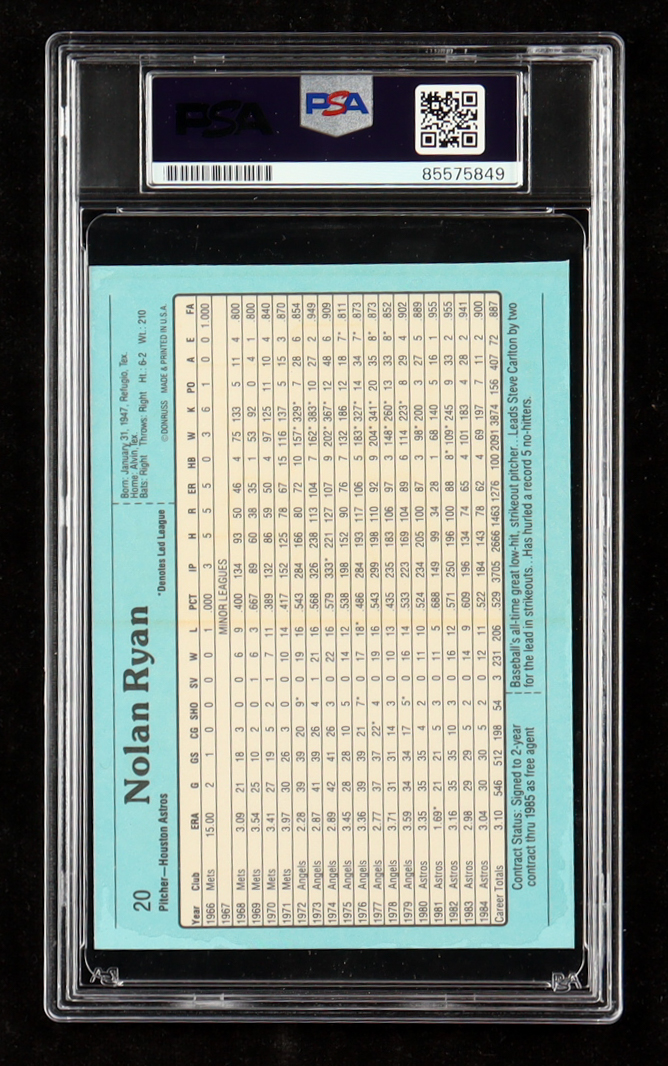 PSA
PSA
85575849
20 Nolan Ryan
Pitcher—Houston Astros
*Denotes Led League
Born: January 31, 1947, Refugio, Tex.
Home: Alvin, Tex
Bats: Right Throws: Right Ht.: 6-2 Wt.: 210
©DONRUSS MADE & PRINTED IN U.S.A.
Year Club ERA G GS CG SHO SV W L PCT IP H R ER HB W K PO A E FA
1966 Mets 15.00 2 1 0 0 0 0 1 000 3 5 5 5 0 3 6 1 0 0 1.000
1967 MINOR LEAGUES
1968 Mets 3.09 21 18 3 0 0 6 9 400 134 93 50 46 4 75 133 5 11 4 800
1969 Mets 3.54 25 10 2 0 1 6 3 667 89 60 38 35 1 53 92 0 4 1 800
1970 Mets 3.41 27 19 5 2 1 7 11 .389 132 86 59 50 4 97 125 11 10 4 840
1971 Mets 3.97 30 26 3 0 0 10 14 417 152 125 78 67 15 116 137 5 15 3 870
1972 Angels 2.28 39 39 20 9* 0 19 16 543 284 166 80 72 10 157* 329* 7 28 6 .854
1973 Angels 2.87 41 39 26 4 1 21 16 568 326 238 113 104 7 162* 383* 10 27 2 .949
1974 Angels 2.89 42 41 26 3 0 22 16 579 333* 221 127 107 9 202* 367* 12 48 6 909
1975 Angels 3.45 28 28 10 5 0 14 12 538 198 152 90 76 7 132 186 12 18 7* 811
1976 Angels 3.36 39 39 21 7* 0 17 18* 486 284 193 117 106 5 183* 327* 14 34 7* 873
1977 Angels 2.77 37 37 22* 4 0 19 16 543 299 198 110 92 9 204* 341* 20 35 8* 873
1978 Angels 3.71 31 31 14 3 0 10 13 435 235 183 106 97 3 148* 260* 13 33 8* 852
1979 Angels 3.59 34 34 17 5* 0 16 14 533 223 169 104 89 6 114 223* 8 29 4 902
1980 Astros 3.35 35 35 4 2 0 11 10 524 234 205 100 87 3 98* 200 3 27 5 889
1981 Astros 1.69* 21 21 5 3 0 11 5 688 149 99 34 28 1 68 140 5 16 1 955
1982 Astros 3.16 35 35 10 3 0 16 12 571 250 196 100 88 8* 109* 245 9 33 2 955
1983 Astros 2.98 29 29 5 2 0 14 9 609 196 134 74 65 4 101 183 4 28 2 941
1984 Astros 3.04 30 30 5 2 0 12 11 522 184 143 78 62 4 69 197 7 11 2 900
Career Totals 3.10 546 512 198 54 3 231 206 529 3705 2666 1463 1276 100 2091 3874 156 407 72 887
Contract Status: Signed to 2-year
contract thru 1985 as free agent
Baseball's all-time great low-hit, strikeout pitcher...Leads Steve Carlton by two
for the lead in strikeouts...Has hurled a record 5 no-hitters.